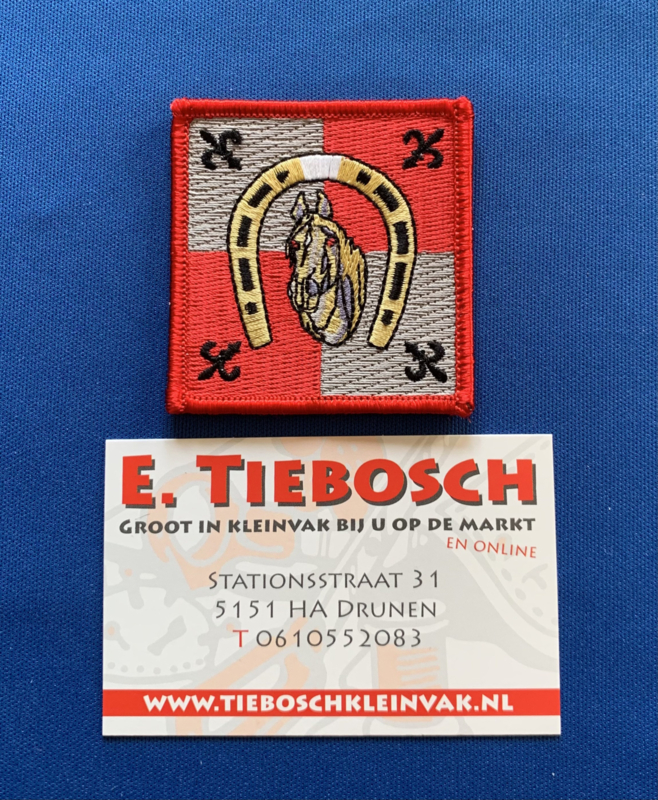 E. TIEBOSCH
GROOT IN KLEINVAK BIJ U OP DE MARKT
EN ONLINE
STATIONSSTRAAT 31
5151 HA DRUNEN
T 0610552083
WWW.TIEBOSCHKLEINVAK.NL